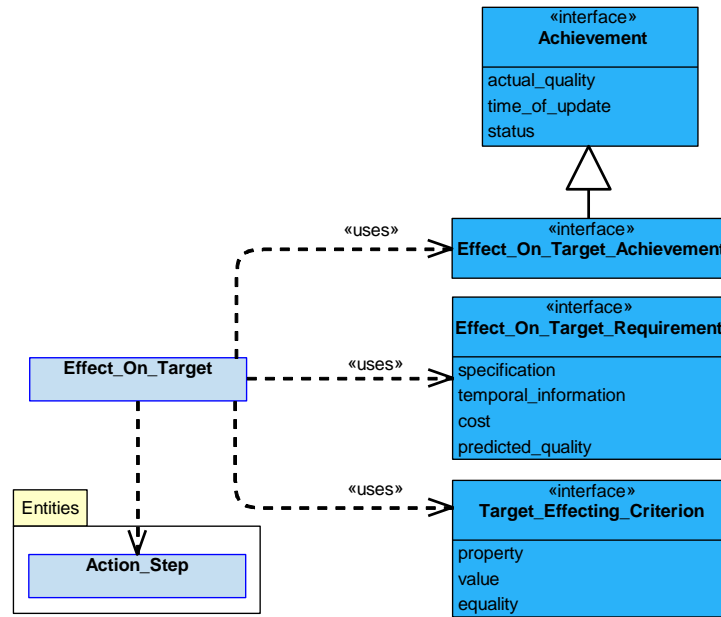 «interface»
Achievement
actual_quality
time_of_update
status
«uses»
«interface»
Effect_On_Target_Achievement
«interface»
Effect_On_Target_Requirement
specification
temporal_information
cost
predicted_quality
Effect_On_Target
«uses»
«uses»
«interface»
Target_Effecting_Criterion
property
value
equality
Entities
Action_Step